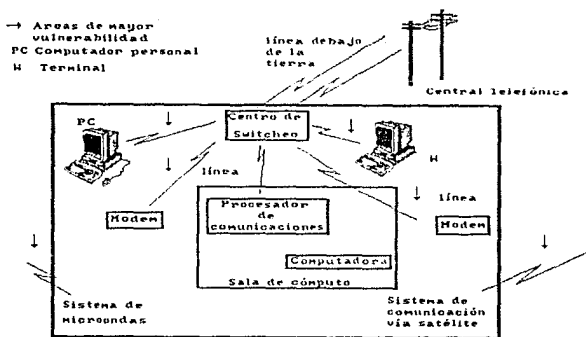 → Areas de mayor
vulnerabilidad
PC Computador personal
W Terminal
línea debajo
de la
tierra
Central telefónica
PC
Centro de
Switcheo
W
línea
línea
Modem
Procesador
de
comunicaciones
Modem
Computadora
Sala de cómputo
Sistema de
microondas
Sistema de
comunicación
vía satélite